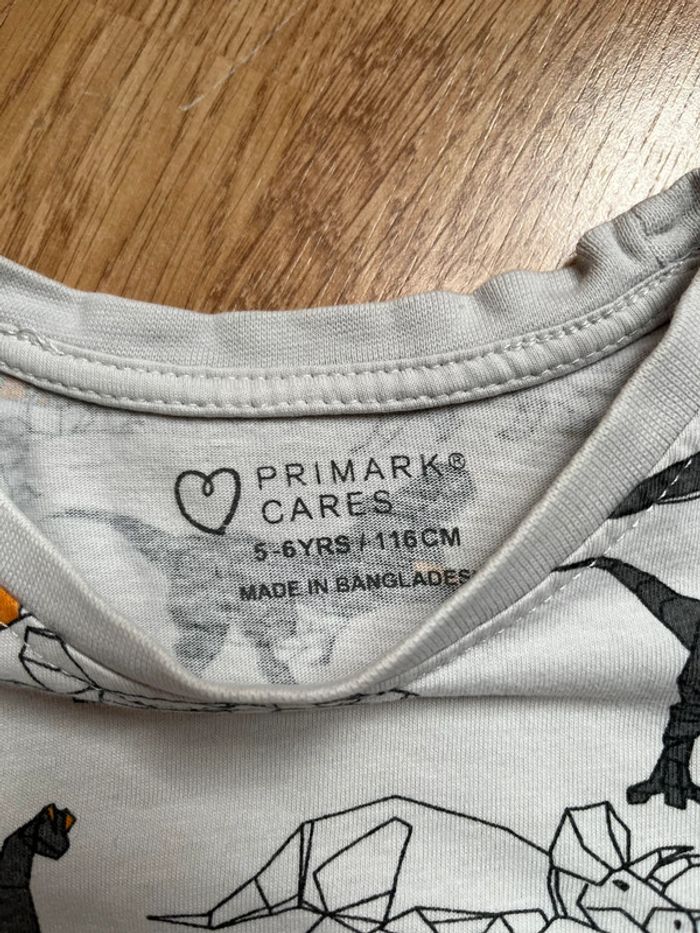 PRIMARK®
CARES
5-6YRS / 116CM
MADE IN BANGLADES